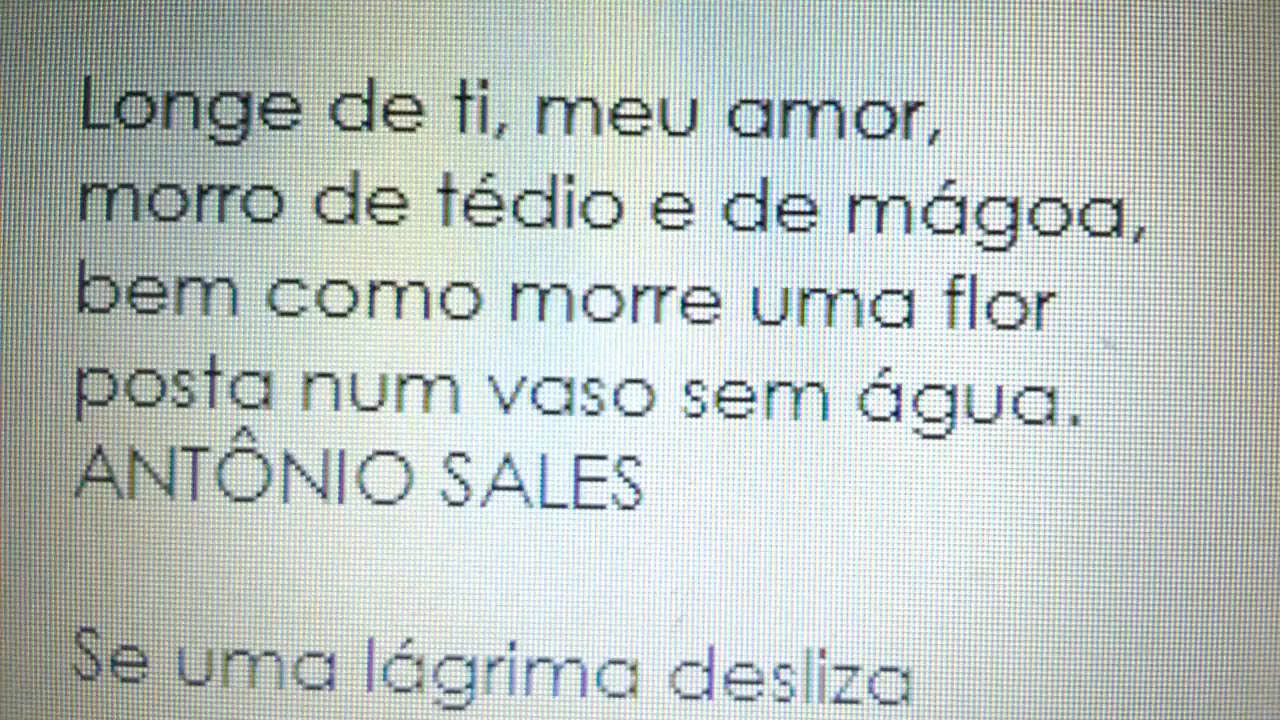 Longe de ti, meu amor,
morro de tédio e de mágoa,
bem como morre uma flor
posta num vaso sem água.
ANTÔNIO SALES
Se uma lágrima desliza